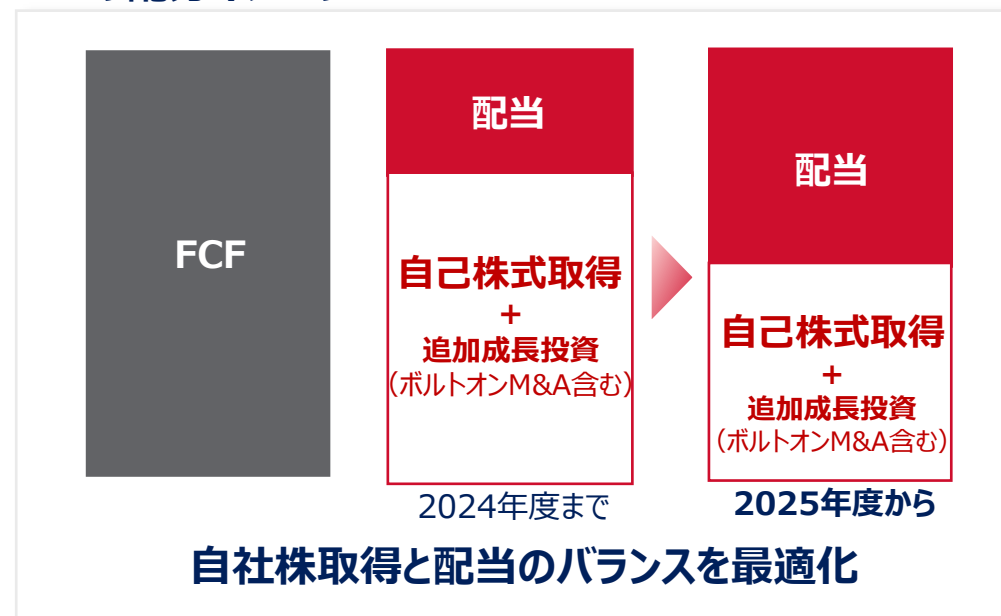 FCF
配当
自己株式取得
+
追加成長投資
（ボルトオンM&A含む）
2024年度まで
配当
自己株式取得
+
追加成長投資
（ボルトオンM&A含む）
2025年度から
自社株取得と配当のバランスを最適化